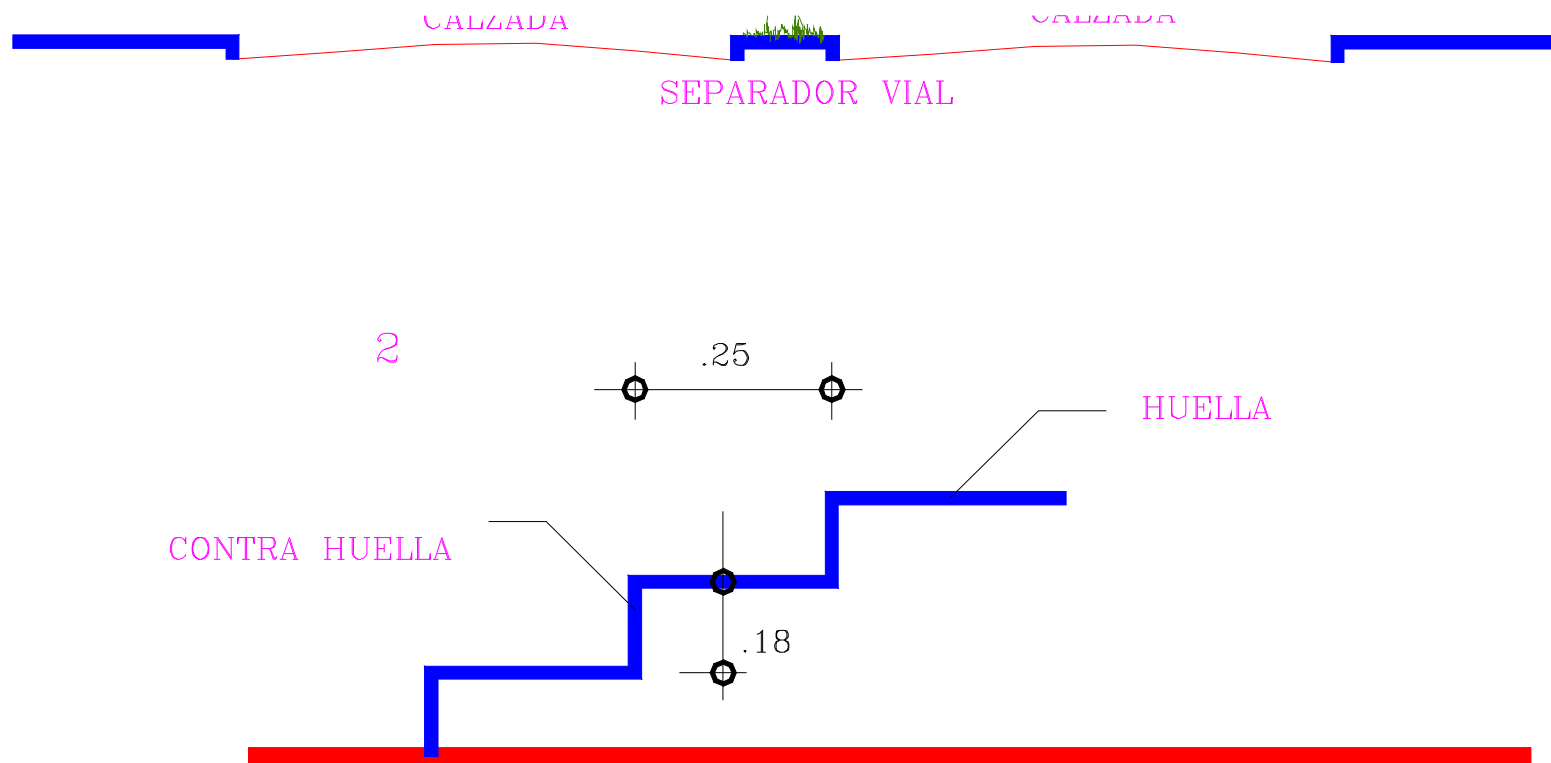 CALZADA CALZADA
SEPARADOR VIAL
2
.25
HUELLA
CONTRA HUELLA
.18